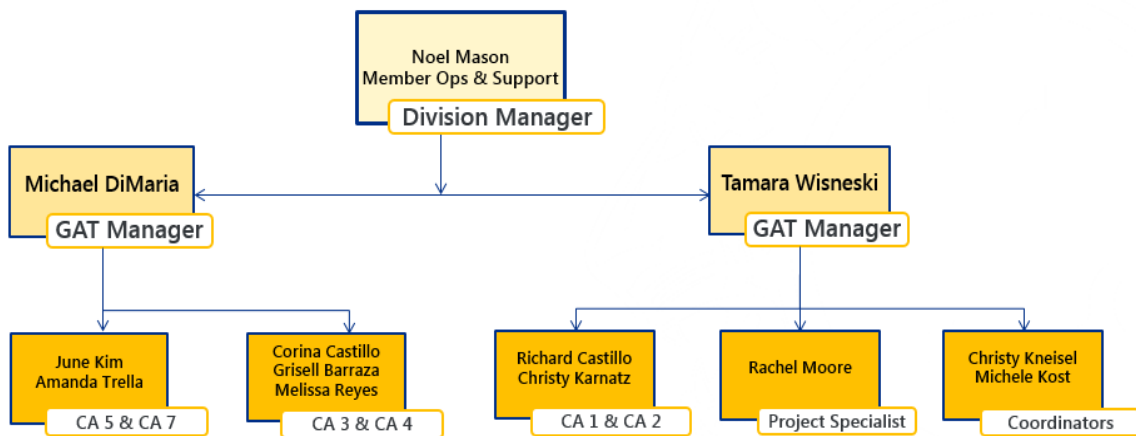 Noel Mason
Member Ops & Support
Division Manager
Michael DiMaria
GAT Manager
Tamara Wisneski
GAT Manager
June Kim
Amanda Trella
CA 5 & CA 7
Corina Castillo
Grisell Barraza
Melissa Reyes
CA 3 & CA 4
Richard Castillo
Christy Karnatz
CA 1 & CA 2
Rachel Moore
Project Specialist
Christy Kneisel
Michele Kost
Coordinators